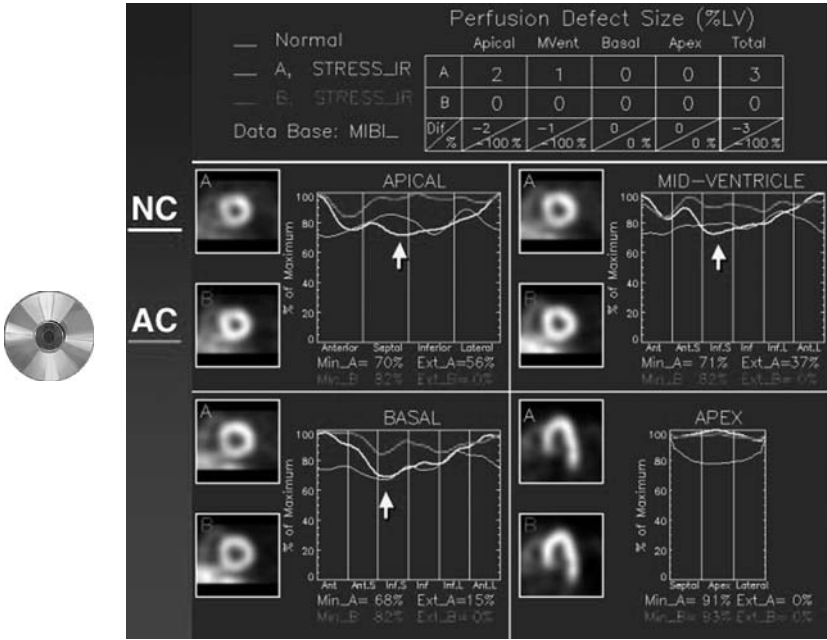 Perfusion Defect Size (%LV)
Normal
A, STRESS_IR
B, STRESS_IR
Data Base: MIBI_
Apical MVent Basal Apex Total
A 2 1 0 0 3
B 0 0 0 0 0
Dif/% -2/-100% -1/-100% 0/0% 0/0% -3/-100%
NC
AC
A
B
APICAL
% of Maximum
100
80
60
40
20
0
Anterior Septal Inferior Lateral
Min_A= 70% Ext_A=56%
Min_B 82% Ext_B= 0%
A
B
MID-VENTRICLE
% of Maximum
100
80
60
40
20
0
Ant Ant.S Inf.S Inf Inf.L Ant.L
Min_A= 71% Ext_A=37%
Min_B 82% Ext_B= 0%
A
B
BASAL
% of Maximum
100
80
60
40
20
0
Ant Ant.S Inf.S Inf Inf.L Ant.L
Min_A= 68% Ext_A=15%
Min_B 82% Ext_B= 0%
A
B
APEX
% of Maximum
100
80
60
40
20
0
Septal Apex Lateral
Min_A= 91% Ext_A= 0%
Min_B= 93% Ext_B= 0%